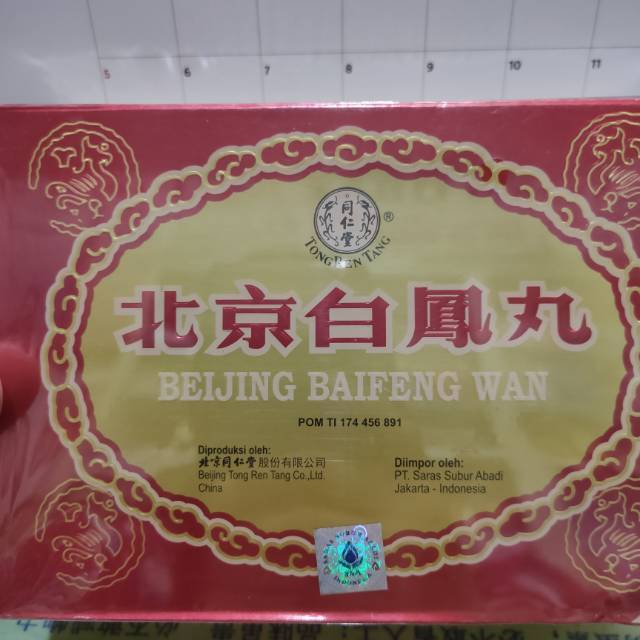 5 6 7 8 9 10 11
同仁堂
®
TONG REN TANG
北京白鳳丸
BEIJING BAIFENG WAN
POM TI 174 456 891
Diproduksi oleh:
北京同仁堂股份有限公司
Beijing Tong Ren Tang Co.,Ltd.
China
Diimpor oleh:
PT. Saras Subur Abadi
Jakarta - Indonesia